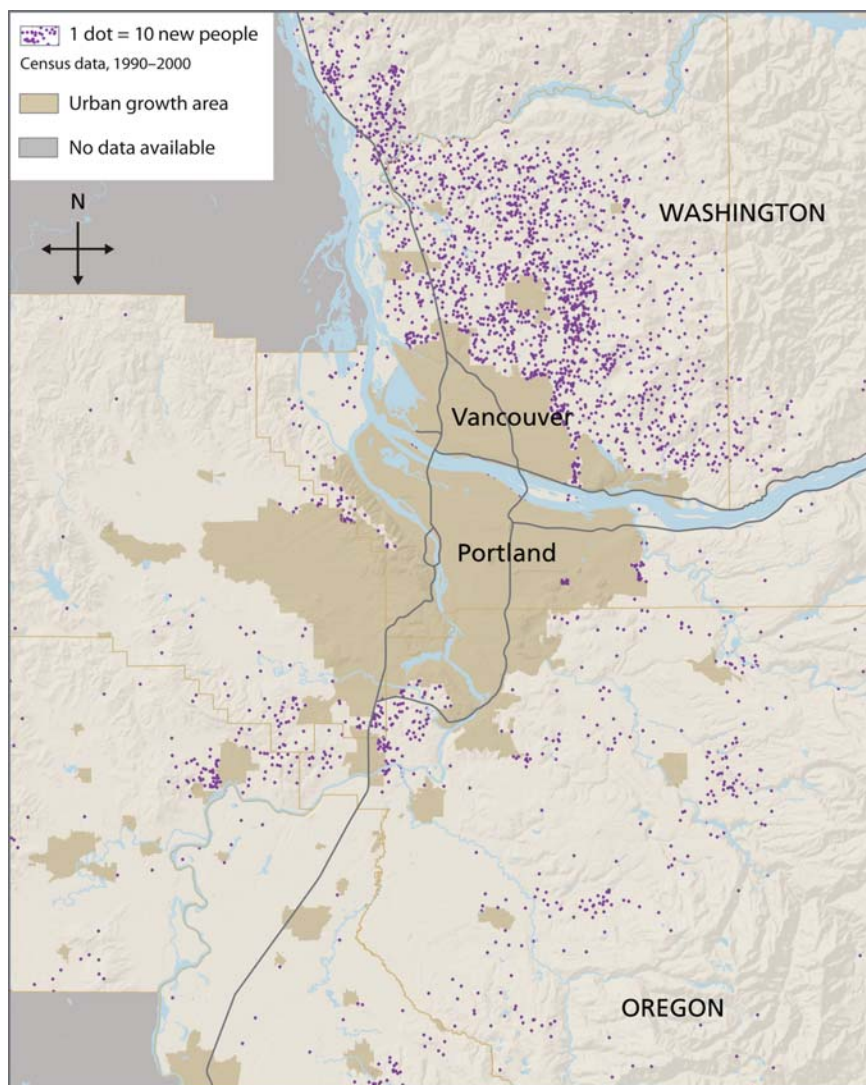 1 dot = 10 new people
Census data, 1990–2000
Urban growth area
No data available
N
WASHINGTON
Vancouver
Portland
OREGON